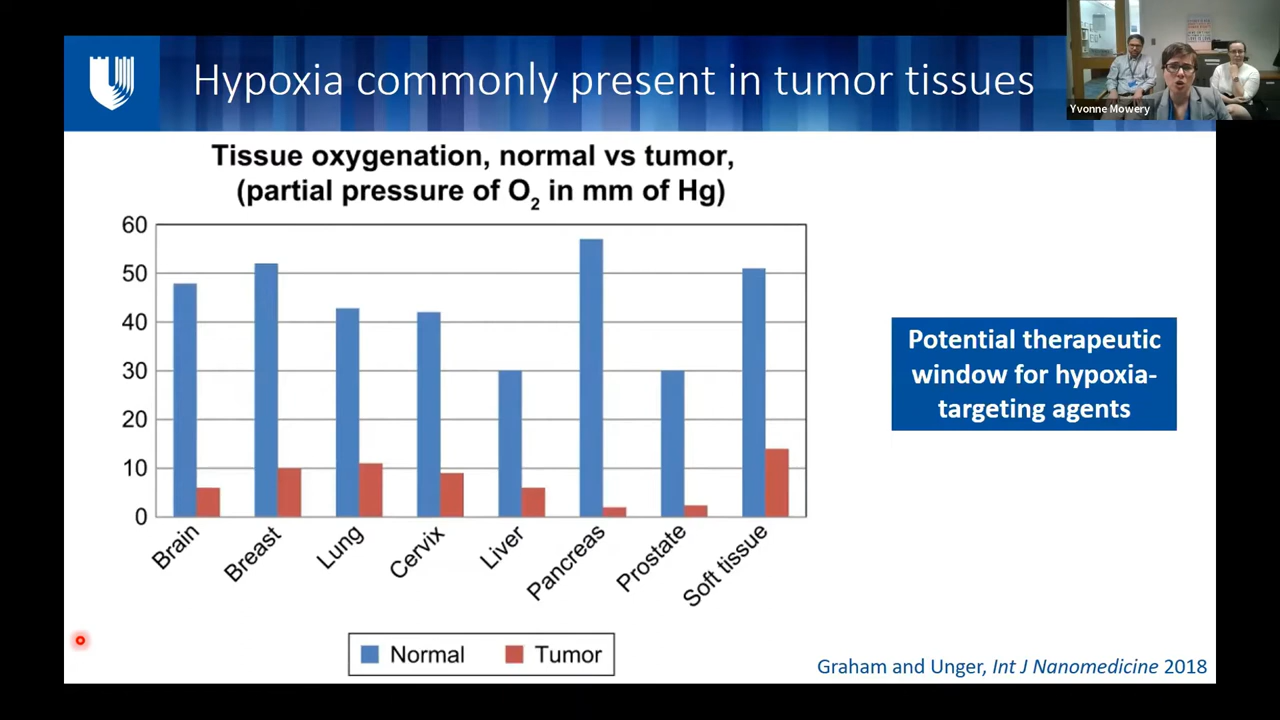 Hypoxia commonly present in tumor tissues
Yvonne Mowery
Tissue oxygenation, normal vs tumor,
(partial pressure of O2 in mm of Hg)
60
50
40
30
20
10
0
Brain
Breast
Lung
Cervix
Liver
Pancreas
Prostate
Soft tissue
Normal
Tumor
Potential therapeutic
window for hypoxia-
targeting agents
Graham and Unger, Int J Nanomedicine 2018